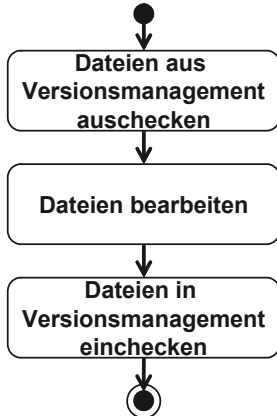 Dateien aus
Versionsmanagement
auschecken
Dateien bearbeiten
Dateien in
Versionsmanagement
einchecken